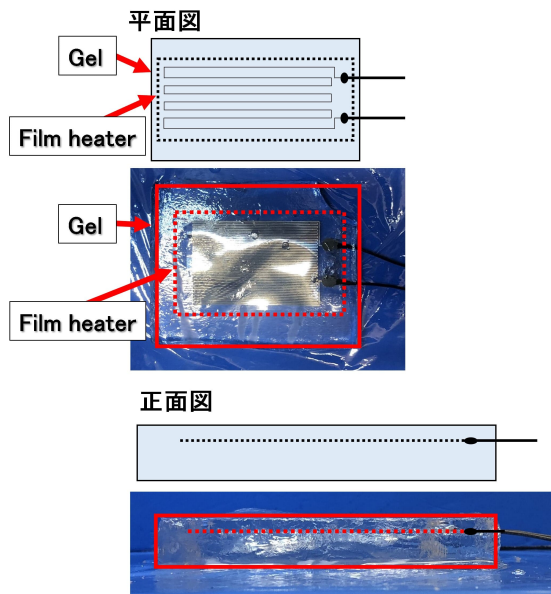 平面図
Gel
Film heater
Gel
Film heater
正面図